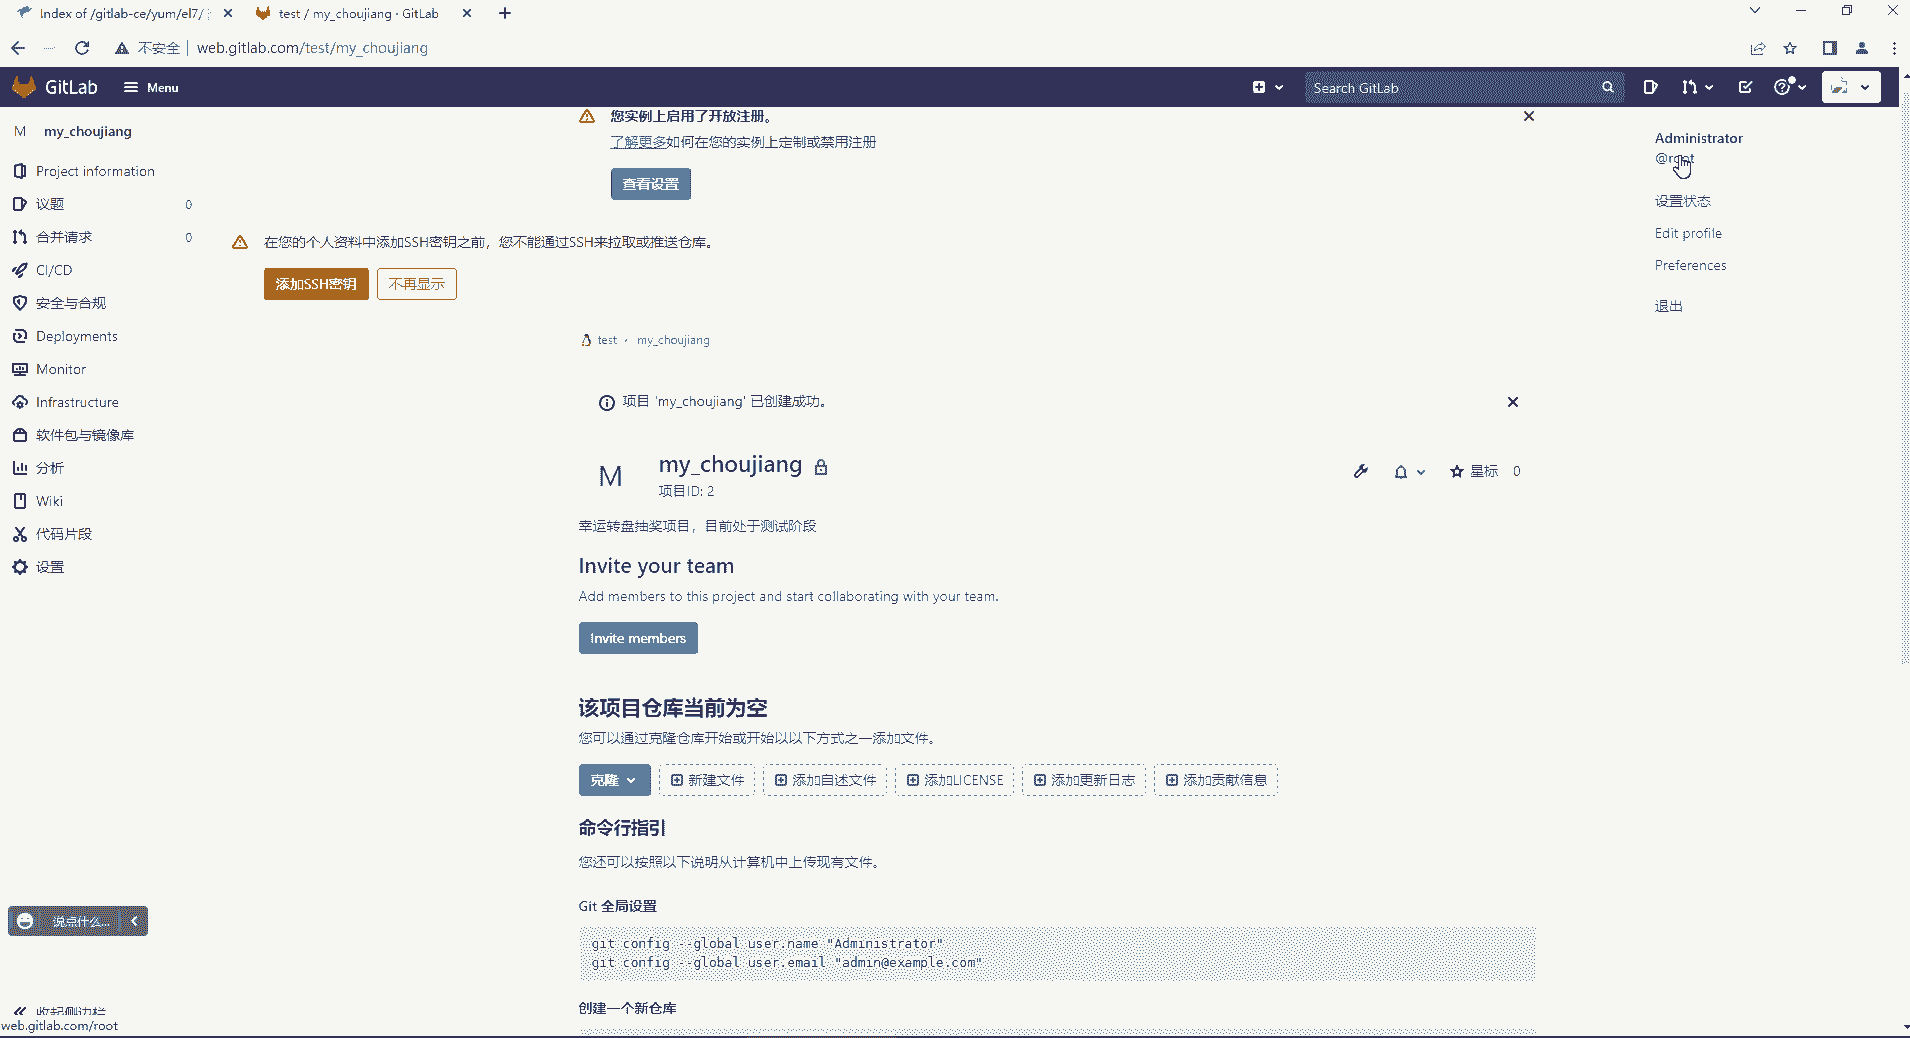 Index of /gitlab-ce/yum/el7/
test / my_choujiang · GitLab
不安全
web.gitlab.com/test/my_choujiang
GitLab
Menu
Search GitLab
M my_choujiang
Project information
议题 0
合并请求 0
CI/CD
安全与合规
Deployments
Monitor
Infrastructure
软件包与镜像库
分析
Wiki
代码片段
设置
说点什么...
收起侧边栏
web.gitlab.com/root
您实例上启用了开放注册。
了解更多如何在您的实例上定制或禁用注册
查看设置
在您的个人资料中添加SSH密钥之前，您不能通过SSH来拉取或推送仓库。
添加SSH密钥 不再显示
Administrator
@root
设置状态
Edit profile
Preferences
退出
test › my_choujiang
项目 'my_choujiang' 已创建成功。
M
my_choujiang
项目ID: 2
星标 0
幸运转盘抽奖项目，目前处于测试阶段
Invite your team
Add members to this project and start collaborating with your team.
Invite members
该项目仓库当前为空
您可以通过克隆仓库开始或开始以以下方式之一添加文件。
克隆 新建文件 添加自述文件 添加LICENSE 添加更新日志 添加贡献信息
命令行指引
您还可以按照以下说明从计算机中上传现有文件。
Git 全局设置
git config --global user.name "Administrator"
git config --global user.email "admin@example.com"
创建一个新仓库